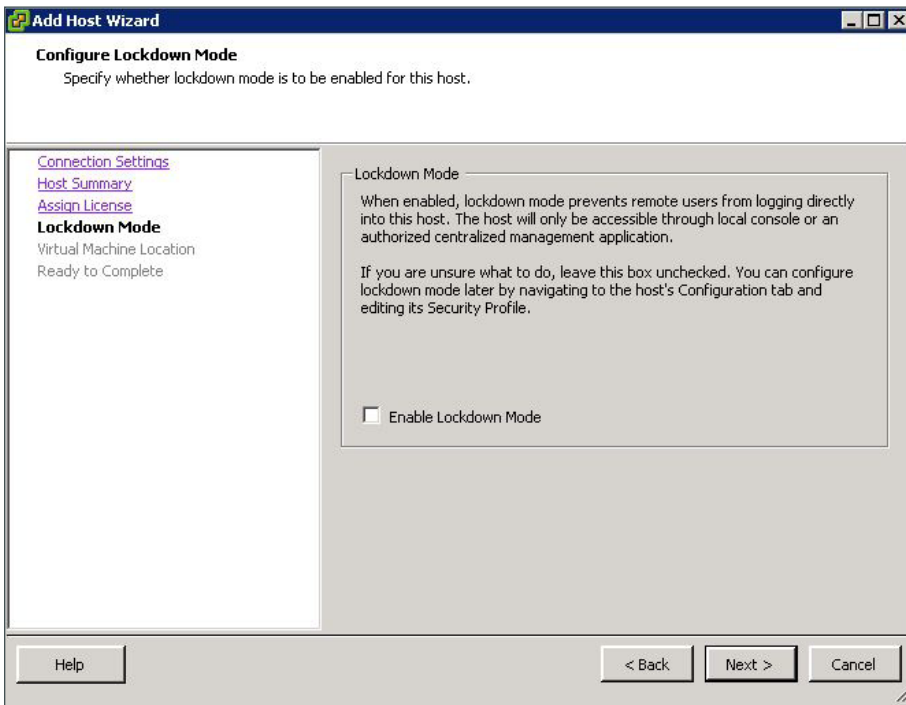 Add Host Wizard
Configure Lockdown Mode
Specify whether lockdown mode is to be enabled for this host.
Connection Settings
Host Summary
Assign License
Lockdown Mode
Virtual Machine Location
Ready to Complete
Lockdown Mode
When enabled, lockdown mode prevents remote users from logging directly
into this host. The host will only be accessible through local console or an
authorized centralized management application.
If you are unsure what to do, leave this box unchecked. You can configure
lockdown mode later by navigating to the host's Configuration tab and
editing its Security Profile.
Enable Lockdown Mode
Help
< Back
Next >
Cancel